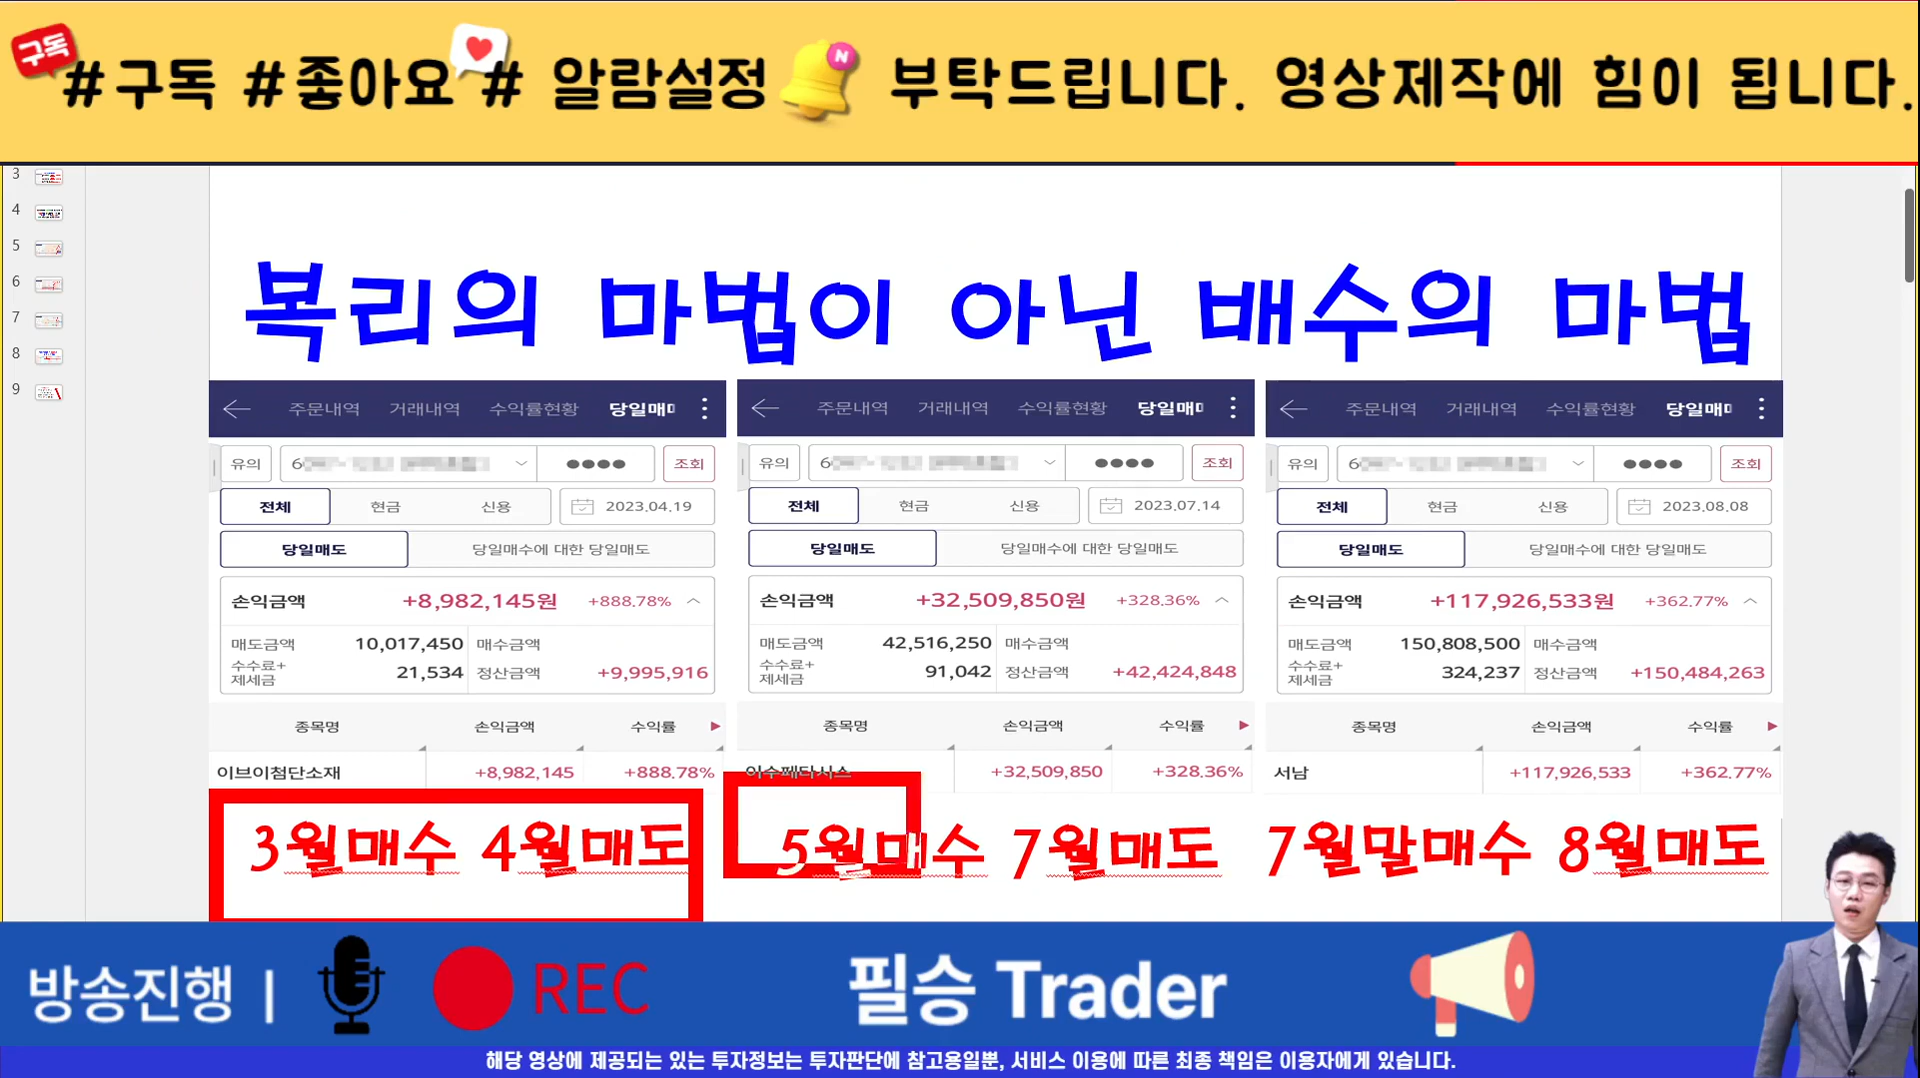 구독
#구독 #좋아요 # 알람설정 N 부탁드립니다. 영상제작에 힘이 됩니다.
3
4
5
6
7
8
9
복리의 마법이 아닌 배수의 마법
주문내역 거래내역 수익률현황 당일매매
유의 6 ●●●● 조회
전체 현금 신용 2023.04.19
당일매도 당일매수에 대한 당일매도
손익금액 +8,982,145원 +888.78%
매도금액 10,017,450 매수금액
수수료+
제세금 21,534 정산금액 +9,995,916
종목명 손익금액 수익률
이브이첨단소재 +8,982,145 +888.78%
3월매수 4월매도
주문내역 거래내역 수익률현황 당일매매
유의 6 ●●●● 조회
전체 현금 신용 2023.07.14
당일매도 당일매수에 대한 당일매도
손익금액 +32,509,850원 +328.36%
매도금액 42,516,250 매수금액
수수료+
제세금 91,042 정산금액 +42,424,848
종목명 손익금액 수익률
이수페타시스 +32,509,850 +328.36%
5월매수 7월매도
주문내역 거래내역 수익률현황 당일매매
유의 6 ●●●● 조회
전체 현금 신용 2023.08.08
당일매도 당일매수에 대한 당일매도
손익금액 +117,926,533원 +362.77%
매도금액 150,808,500 매수금액
수수료+
제세금 324,237 정산금액 +150,484,263
종목명 손익금액 수익률
서남 +117,926,533 +362.77%
7월말매수 8월매도
방송진행 | REC 필승 Trader
해당 영상에 제공되는 있는 투자정보는 투자판단에 참고용일뿐, 서비스 이용에 따른 최종 책임은 이용자에게 있습니다.